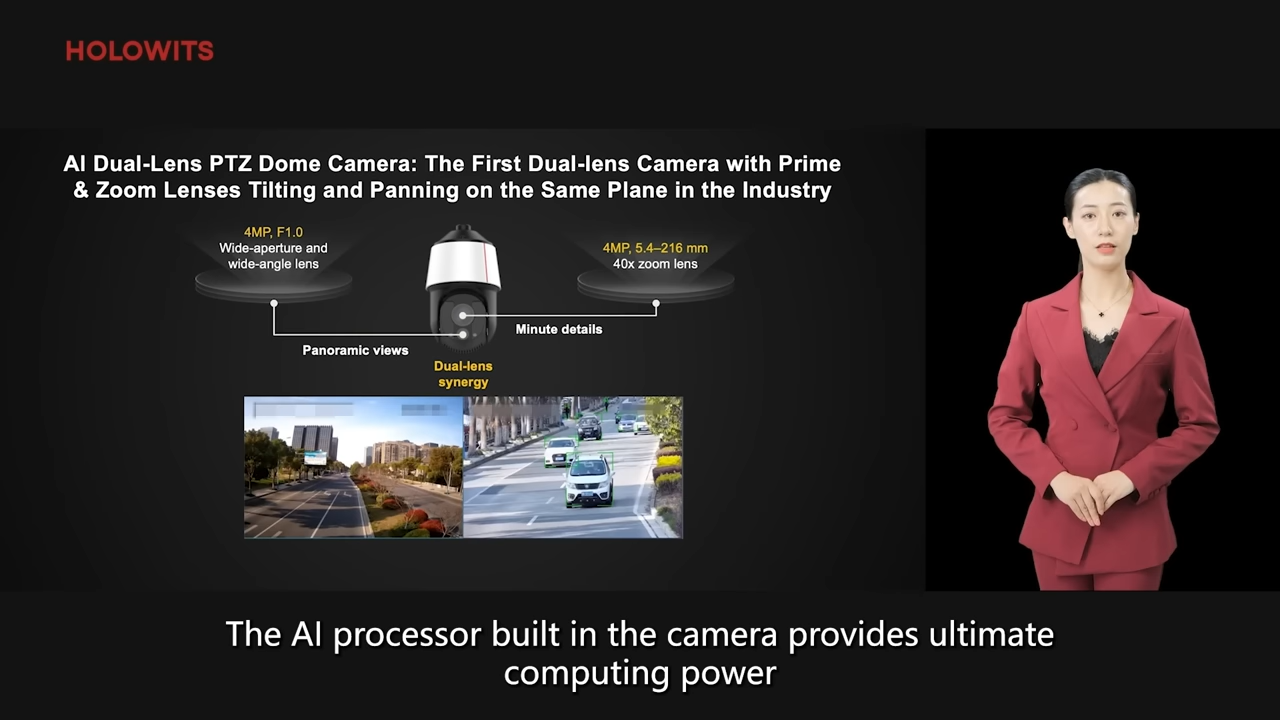 HOLOWITS
AI Dual-Lens PTZ Dome Camera: The First Dual-lens Camera with Prime
& Zoom Lenses Tilting and Panning on the Same Plane in the Industry
4MP, F1.0
Wide-aperture and
wide-angle lens
4MP, 5.4–216 mm
40x zoom lens
Minute details
Panoramic views
Dual-lens
synergy
The AI processor built in the camera provides ultimate
computing power